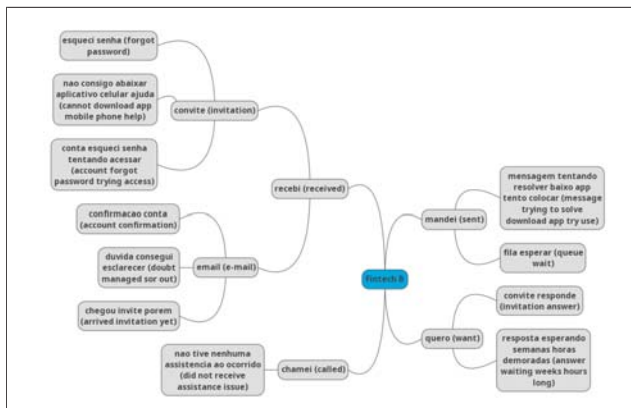 esqueci senha (forgot
password)
nao consigo abaixar
aplicativo celular ajuda
(cannot download app
mobile phone help)
convite (invitation)
conta esqueci senha
tentando acessar
(account forgot
password trying access)
recebi (received)
confirmacao conta
(account confirmation)
duvida consegui
esclarecer (doubt
managed sor out)
email (e-mail)
chegou invite porem
(arrived invitation yet)
nao tive nenhuma
assistencia ao ocorrido
(did not receive
assistance issue)
chamei (called)
Fintech B
mensagem tentando
resolver baixo app
tento colocar (message
trying to solve
download app try use)
mandei (sent)
fila esperar (queue
wait)
convite responde
(invitation answer)
quero (want)
resposta esperando
semanas horas
demoradas (answer
waiting weeks hours
long)